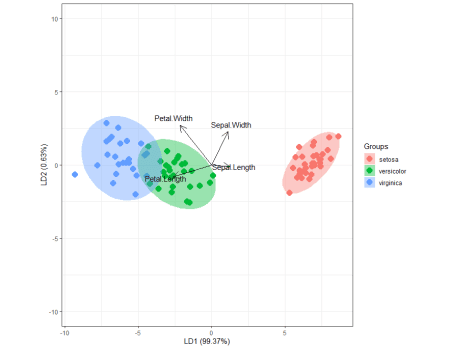 10
5
0
-5
-10
LD2 (0.63%)
Petal.Width
Sepal.Width
Sepal.Length
Petal.Length
Groups
setosa
versicolor
virginica
-10
-5
0
5
LD1 (99.37%)